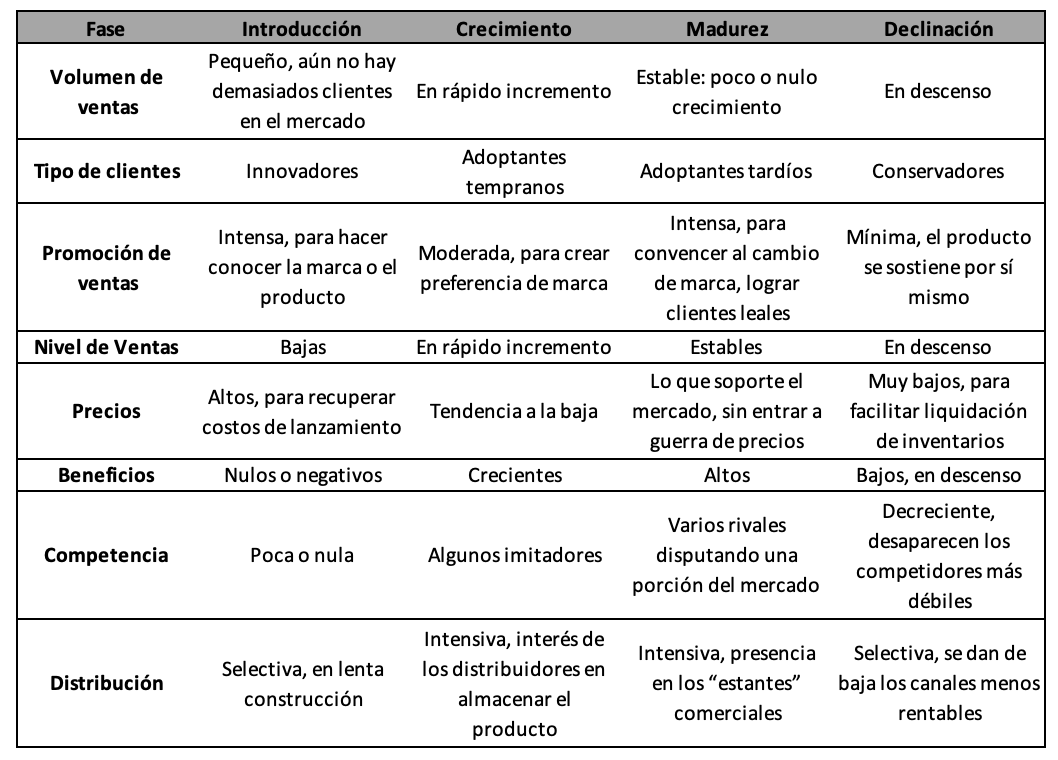 Fase
Introducción
Crecimiento
Madurez
Declinación
Volumen de
ventas
Pequeño, aún no hay
demasiados clientes
en el mercado
En rápido incremento
Estable: poco o nulo
crecimiento
En descenso
Tipo de clientes
Innovadores
Adoptantes
tempranos
Adoptantes tardíos
Conservadores
Promoción de
ventas
Intensa, para hacer
conocer la marca o el
producto
Moderada, para crear
preferencia de marca
Intensa, para
convencer al cambio
de marca, lograr
clientes leales
Mínima, el producto
se sostiene por sí
mismo
Nivel de Ventas
Bajas
En rápido incremento
Estables
En descenso
Precios
Altos, para recuperar
costos de lanzamiento
Tendencia a la baja
Lo que soporte el
mercado, sin entrar a
guerra de precios
Muy bajos, para
facilitar liquidación
de inventarios
Beneficios
Nulos o negativos
Crecientes
Altos
Bajos, en descenso
Competencia
Poca o nula
Algunos imitadores
Varios rivales
disputando una
porción del mercado
Decreciente,
desaparecen los
competidores más
débiles
Distribución
Selectiva, en lenta
construcción
Intensiva, interés de
los distribuidores en
almacenar el
producto
Intensiva, presencia
en los “estantes”
comerciales
Selectiva, se dan de
baja los canales menos
rentables